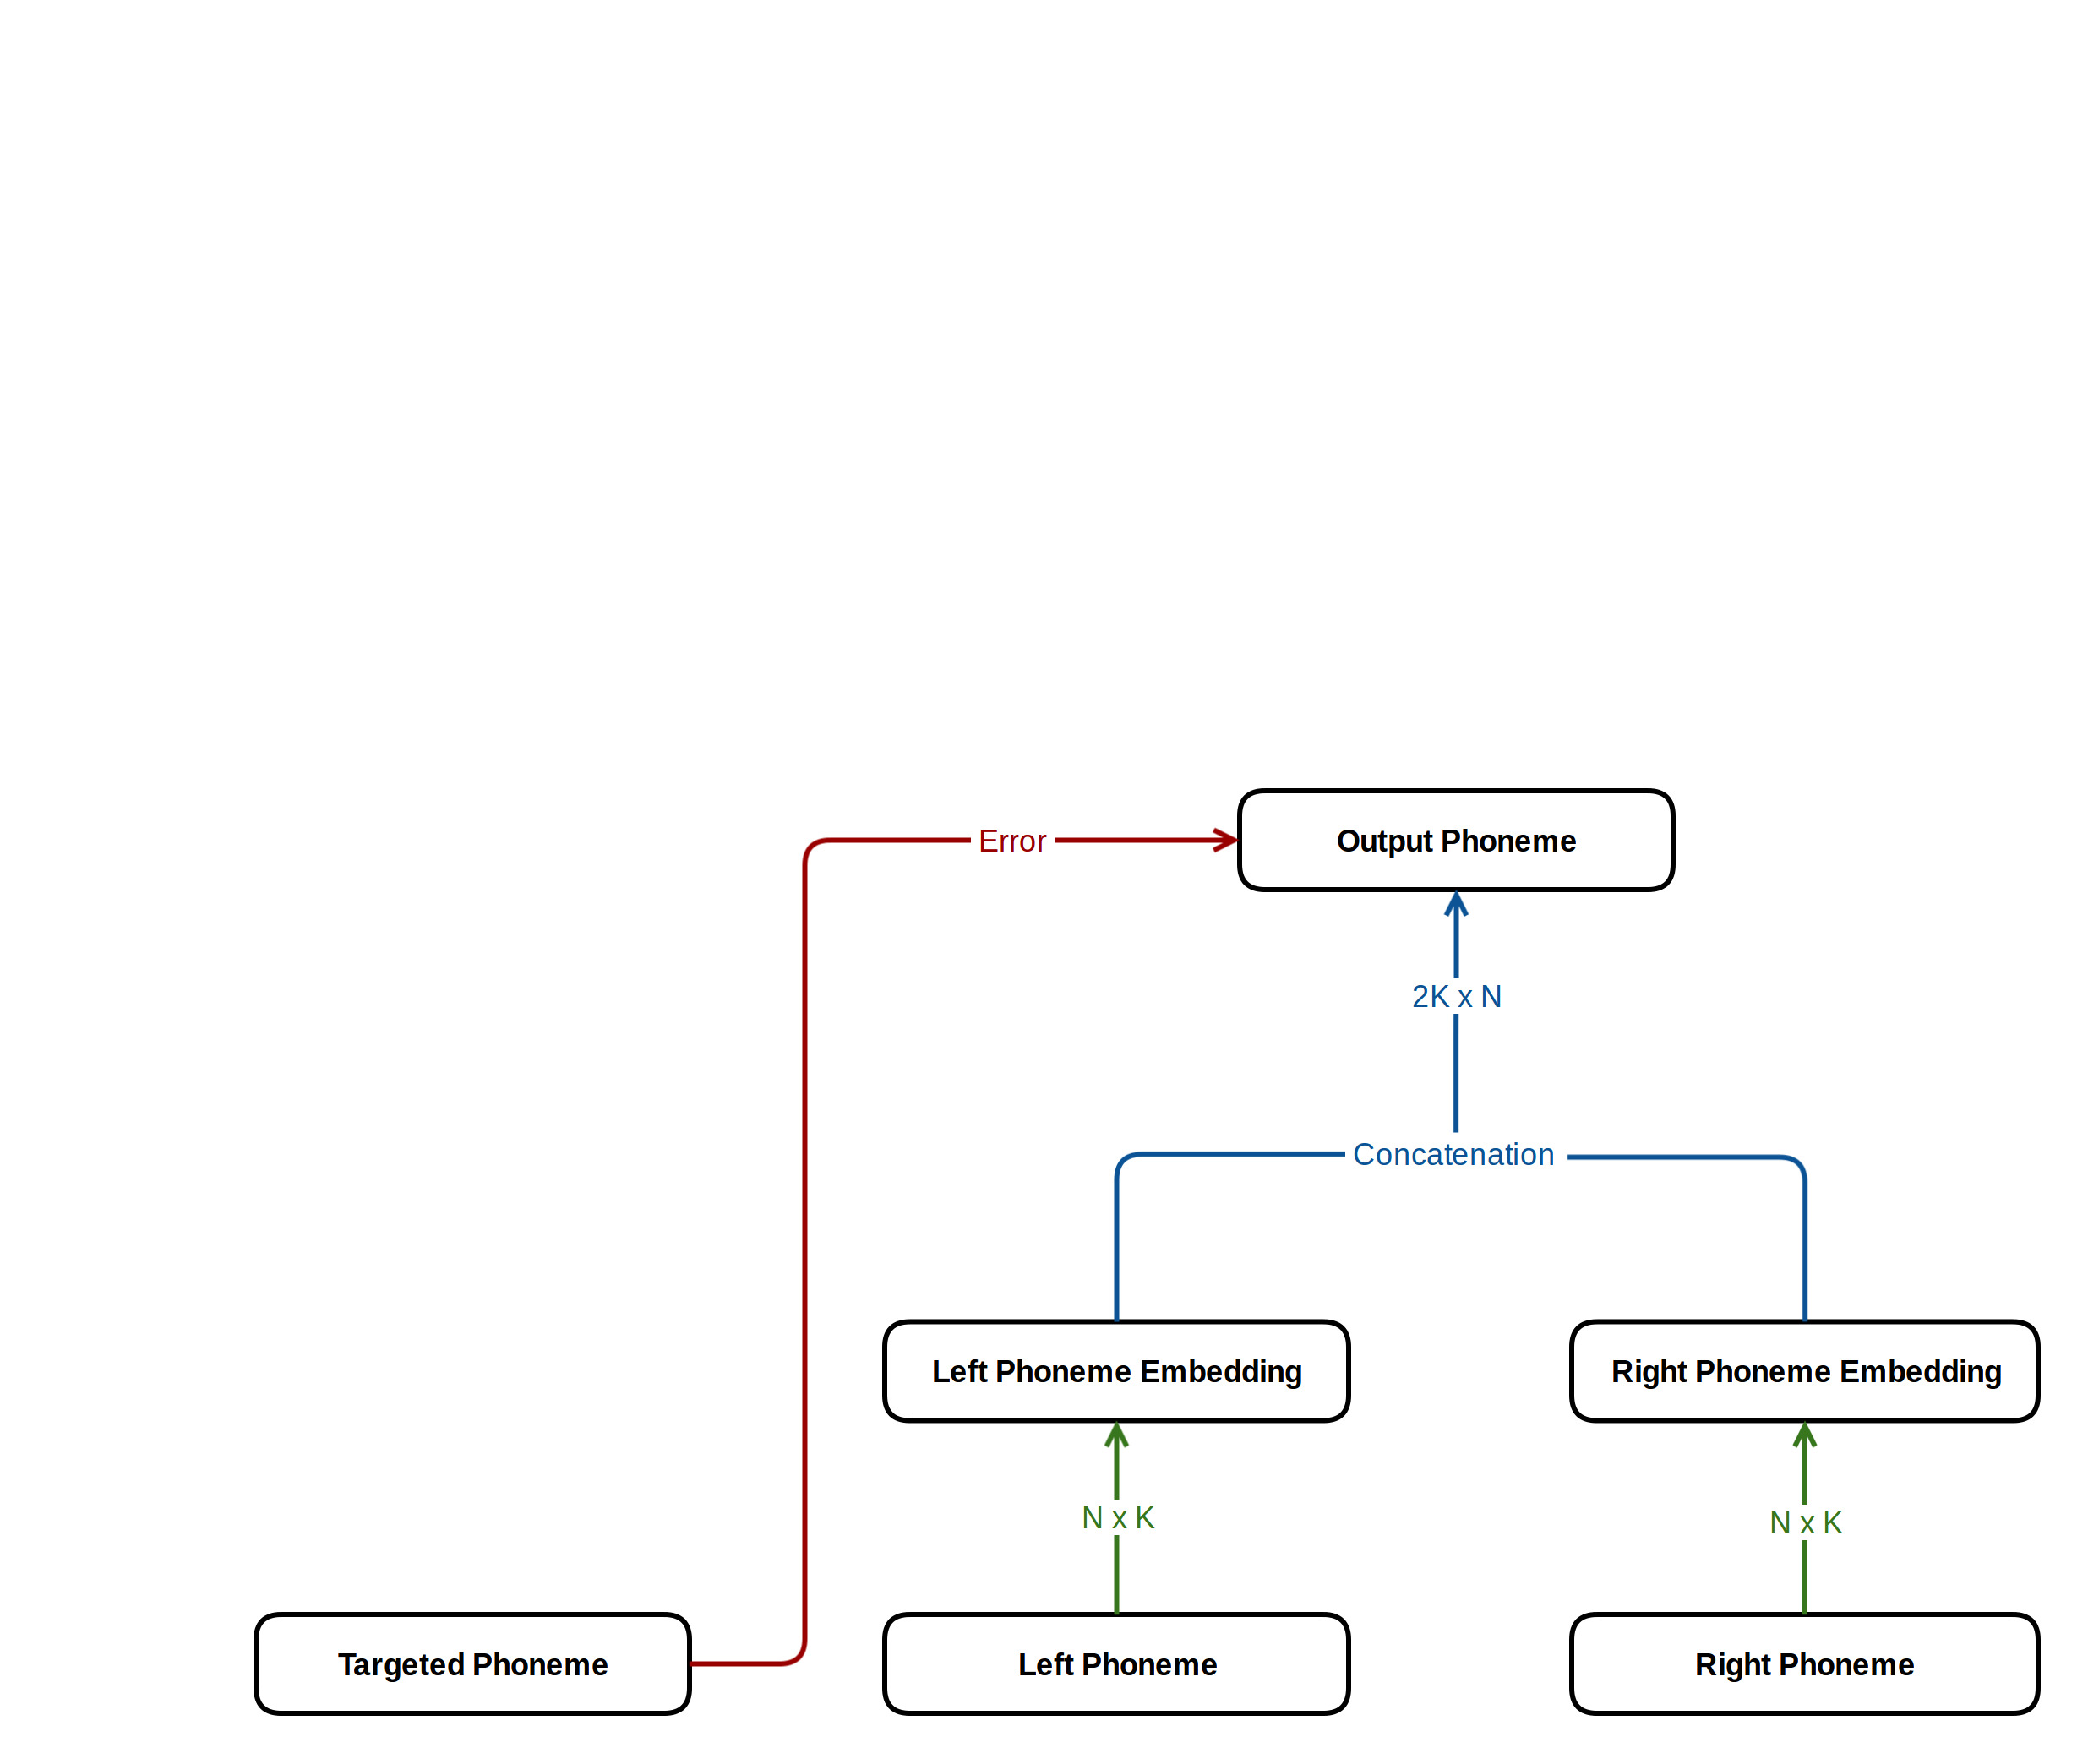 Error
Output Phoneme
2K x N
Concatenation
Left Phoneme Embedding
Right Phoneme Embedding
N x K
N x K
Targeted Phoneme
Left Phoneme
Right Phoneme